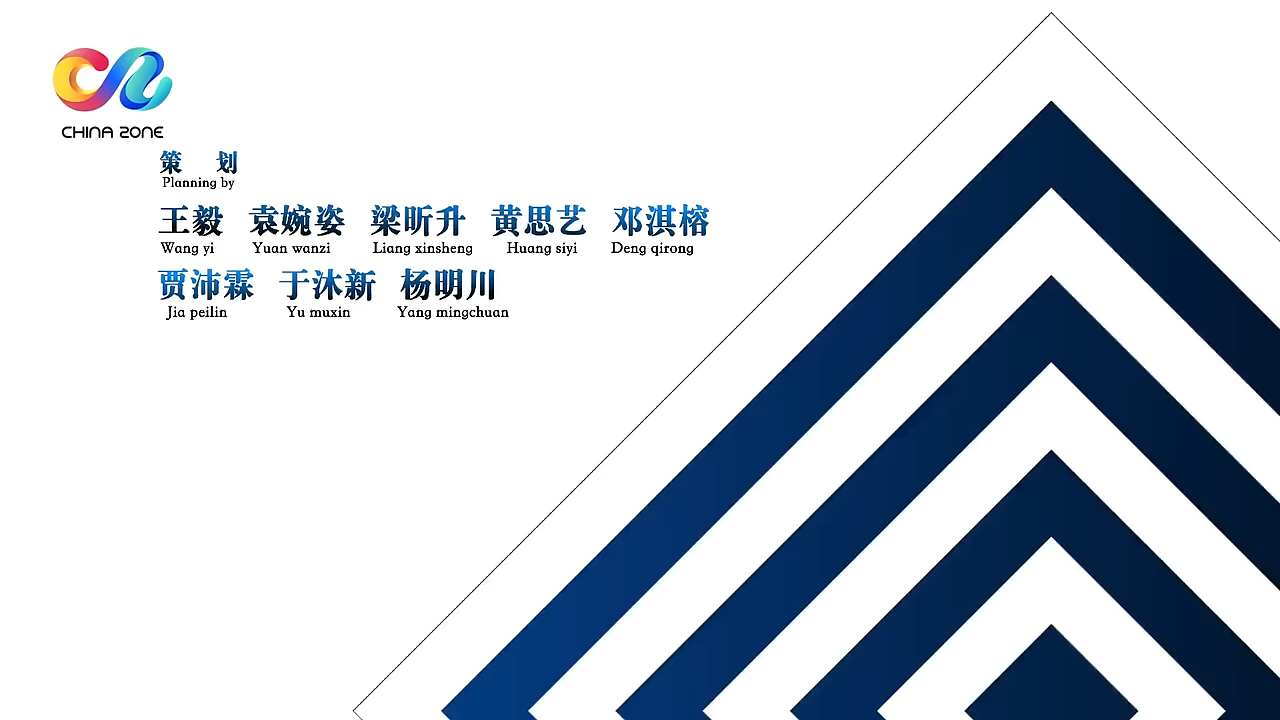 CHINA ZONE
策 划
Planning by
王毅 袁婉姿 梁昕升 黄思艺 邓淇榕
Wang yi Yuan wanzi Liang xinsheng Huang siyi Deng qirong
贾沛霖 于沐新 杨明川
Jia peilin Yu muxin Yang mingchuan